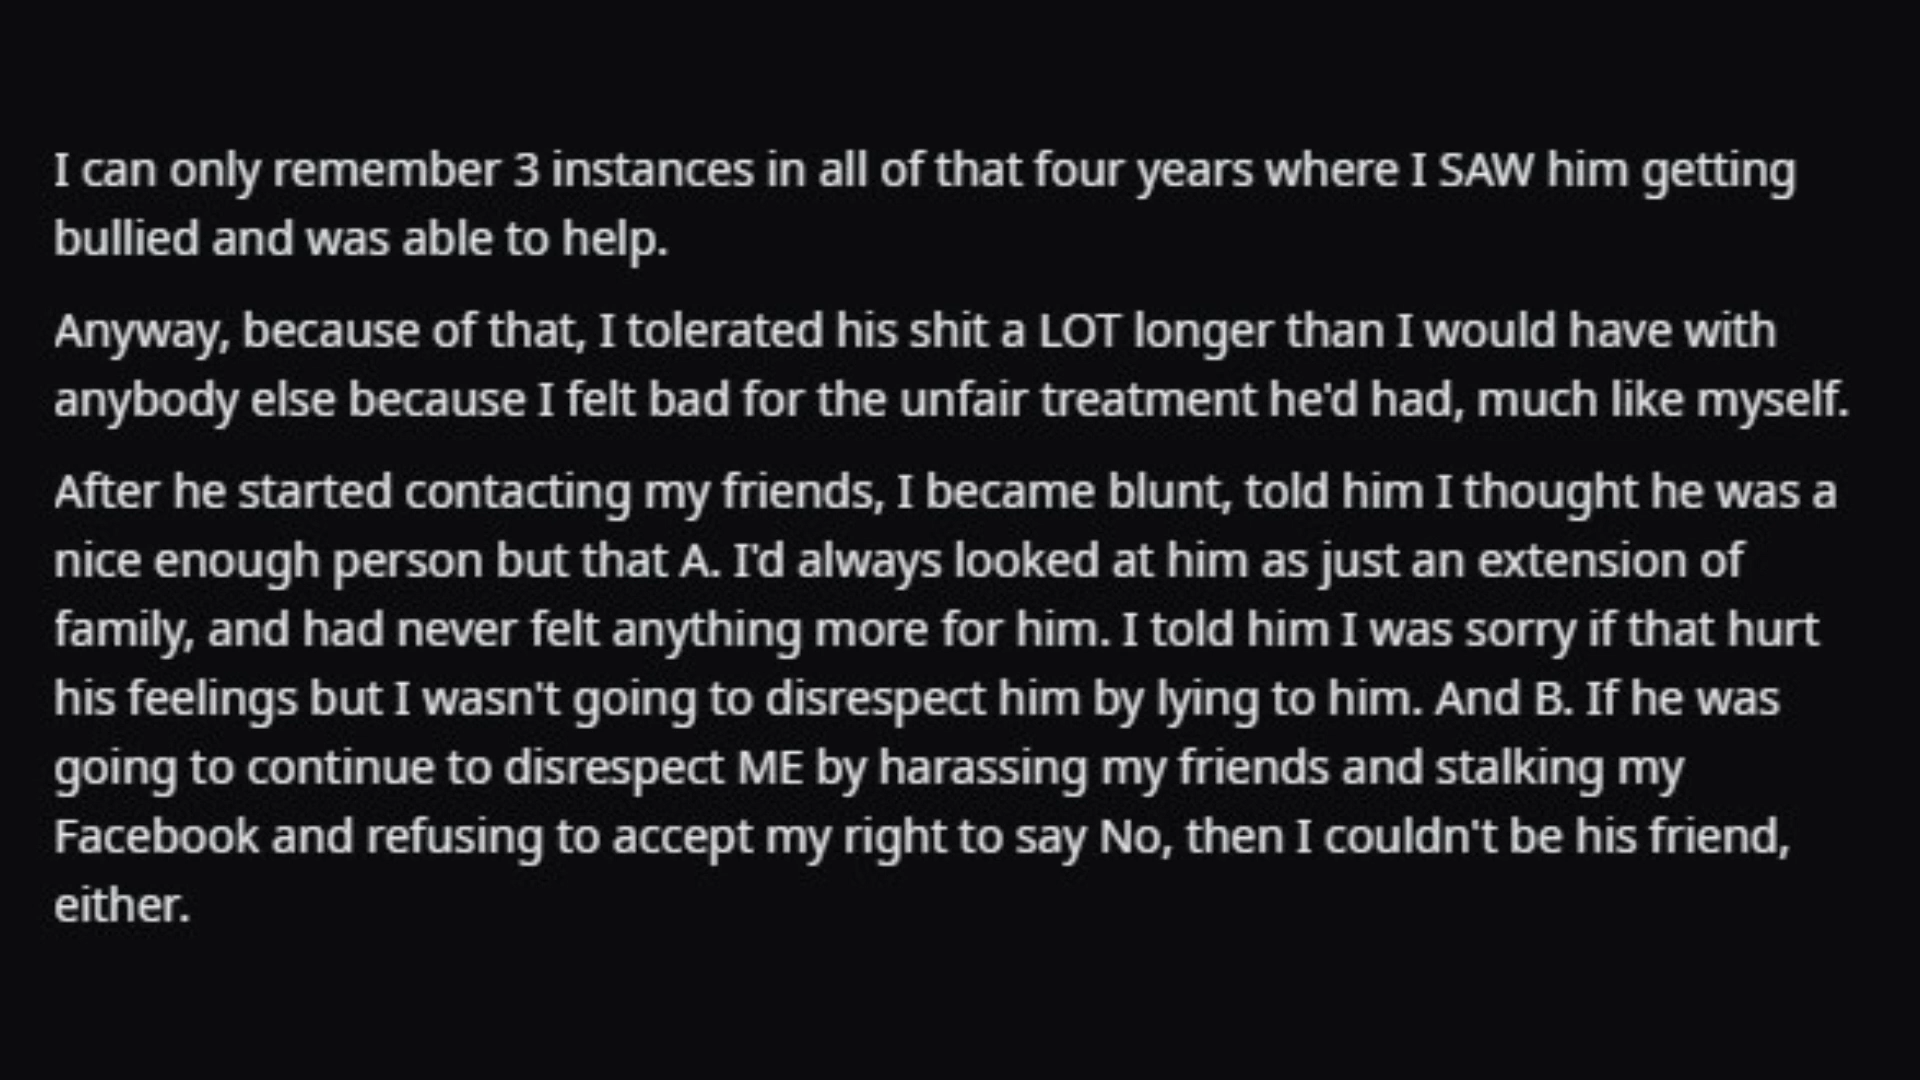 I can only remember 3 instances in all of that four years where I SAW him getting
bullied and was able to help.
Anyway, because of that, I tolerated his shit a LOT longer than I would have with
anybody else because I felt bad for the unfair treatment he'd had, much like myself.
After he started contacting my friends, I became blunt, told him I thought he was a
nice enough person but that A. I'd always looked at him as just an extension of
family, and had never felt anything more for him. I told him I was sorry if that hurt
his feelings but I wasn't going to disrespect him by lying to him. And B. If he was
going to continue to disrespect ME by harassing my friends and stalking my
Facebook and refusing to accept my right to say No, then I couldn't be his friend,
either.